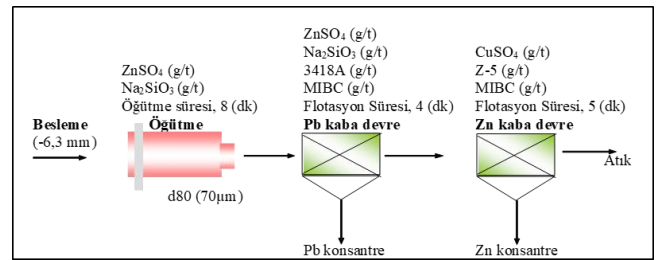 ZnSO₄ (g/t)
Na₂SiO₃ (g/t)
Öğütme süresi, 8 (dk)
Öğütme
Besleme
(-6,3 mm)
d80 (70µm)
ZnSO₄ (g/t)
Na₂SiO₃ (g/t)
3418A (g/t)
MIBC (g/t)
Flotasyon Süresi, 4 (dk)
Pb kaba devre
Pb konsantre
CuSO₄ (g/t)
Z-5 (g/t)
MIBC (g/t)
Flotasyon Süresi, 5 (dk)
Zn kaba devre
Atık
Zn konsantre